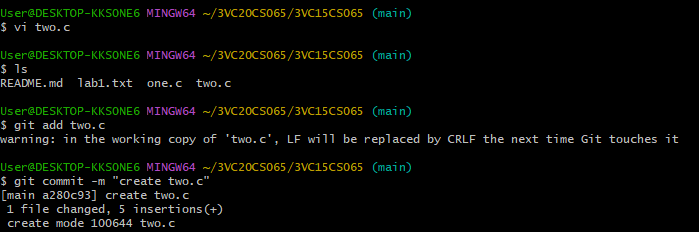 User@DESKTOP-KKSONE6 MINGW64 ~/3VC20CS065/3VC15CS065 (main)
$ vi two.c
User@DESKTOP-KKSONE6 MINGW64 ~/3VC20CS065/3VC15CS065 (main)
$ ls
README.md  lab1.txt  one.c  two.c
User@DESKTOP-KKSONE6 MINGW64 ~/3VC20CS065/3VC15CS065 (main)
$ git add two.c
warning: in the working copy of 'two.c', LF will be replaced by CRLF the next time Git touches it
User@DESKTOP-KKSONE6 MINGW64 ~/3VC20CS065/3VC15CS065 (main)
$ git commit -m "create two.c"
[main a280c93] create two.c
 1 file changed, 5 insertions(+)
 create mode 100644 two.c